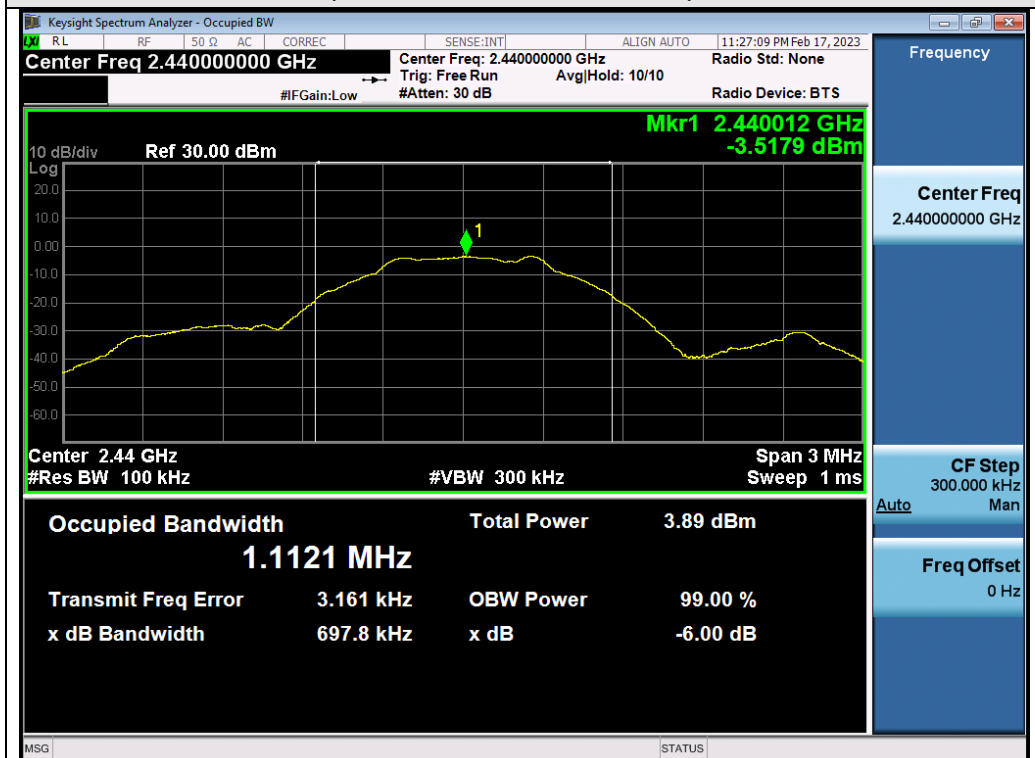 Keysight Spectrum Analyzer - Occupied BW
LXI RL RF 50 Ω AC CORREC SENSE:INT ALIGN AUTO 11:27:09 PM Feb 17, 2023
Center Freq 2.440000000 GHz Center Freq: 2.440000000 GHz Radio Std: None
Trig: Free Run Avg|Hold: 10/10
#IFGain:Low #Atten: 30 dB Radio Device: BTS
Mkr1 2.440012 GHz
-3.5179 dBm
10 dB/div Ref 30.00 dBm
Log
20.0
10.0
0.00
-10.0
-20.0
-30.0
-40.0
-50.0
-60.0
1
Center 2.44 GHz Span 3 MHz
#Res BW 100 kHz #VBW 300 kHz Sweep 1 ms
Occupied Bandwidth Total Power 3.89 dBm
1.1121 MHz
Transmit Freq Error 3.161 kHz OBW Power 99.00 %
x dB Bandwidth 697.8 kHz x dB -6.00 dB
MSG STATUS
Frequency
Center Freq
2.440000000 GHz
CF Step
300.000 kHz
Auto Man
Freq Offset
0 Hz